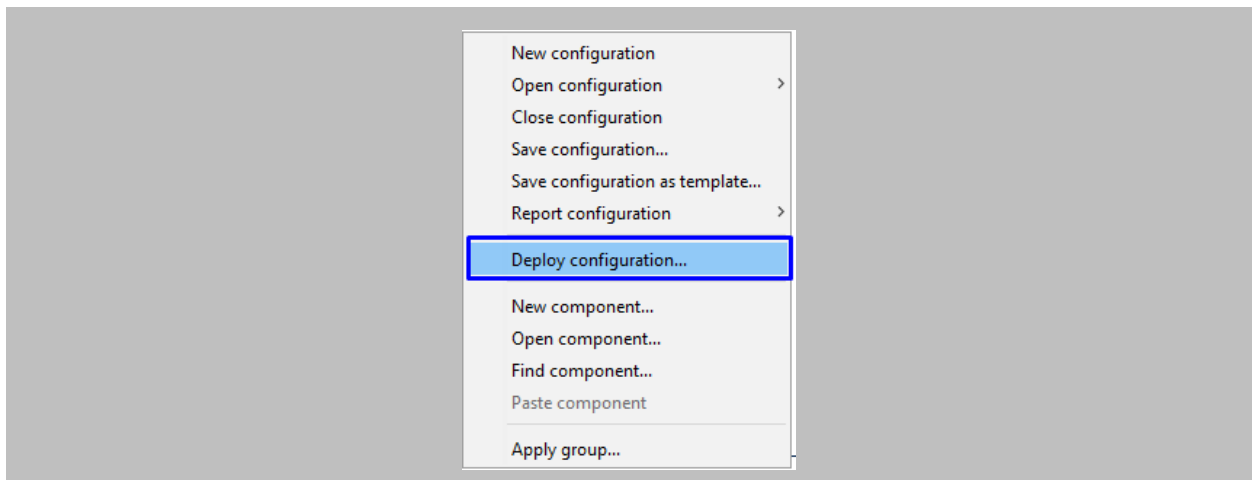 New configuration
Open configuration
Close configuration
Save configuration...
Save configuration as template...
Report configuration
Deploy configuration...
New component...
Open component...
Find component...
Paste component
Apply group...